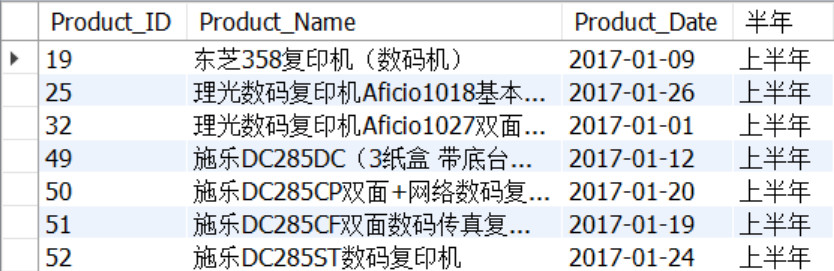 Product_ID Product_Name Product_Date 半年
19 东芝358复印机（数码机） 2017-01-09 上半年
25 理光数码复印机Aficio1018基本... 2017-01-26 上半年
32 理光数码复印机Aficio1027双面... 2017-01-01 上半年
49 施乐DC285DC（3纸盒 带底台... 2017-01-12 上半年
50 施乐DC285CP双面+网络数码复... 2017-01-20 上半年
51 施乐DC285CF双面数码传真复... 2017-01-19 上半年
52 施乐DC285ST数码复印机 2017-01-24 上半年